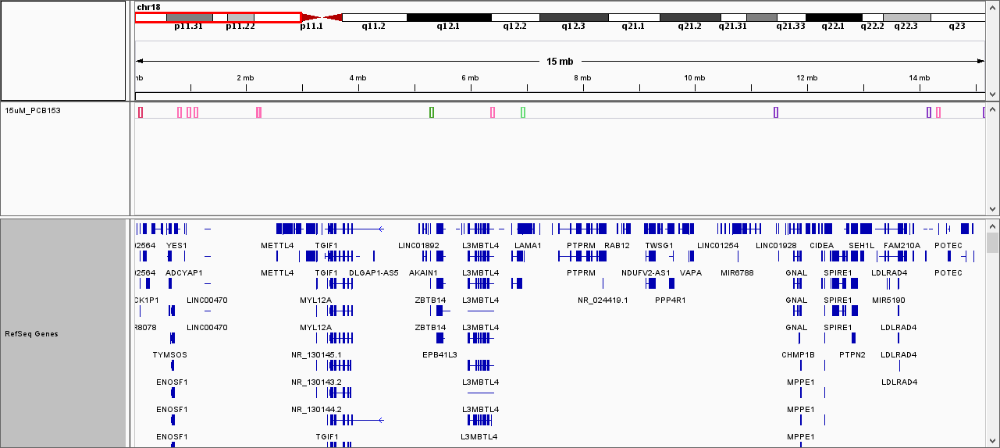 chr18
p11.31 p11.22 p11.1 q11.2 q12.1 q12.2 q12.3 q21.1 q21.2 q21.31 q21.33 q22.1 q22.2 q22.3 q23
15 mb
mb 2 mb 4 mb 6 mb 8 mb 10 mb 12 mb 14 mb
15uM_PCB153
RefSeq Genes
02564 YES1 METTL4 TGIF1 LINC01892 L3MBTL4 LAMA1 PTPRM RAB12 TWSG1 LINC01254 LINC01928 CIDEA SEH1L FAM210A POTEC
02564 ADCYAP1 METTL4 TGIF1 DLGAP1-AS5 AKAIN1 L3MBTL4 PTPRM NDUFV2-AS1 VAPA MIR6788 GNAL SPIRE1 LDLRAD4 POTEC
CK1P1 LINC00470 MYL12A ZBTB14 L3MBTL4 NR_024419.1 PPP4R1 GNAL SPIRE1 MIR5190
R8078 LINC00470 MYL12A ZBTB14 L3MBTL4 GNAL SPIRE1 LDLRAD4
TYMSOS NR_130145.1 EPB41L3 CHMP1B PTPN2 LDLRAD4
ENOSF1 NR_130143.2 L3MBTL4 MPPE1 LDLRAD4
ENOSF1 NR_130144.2 L3MBTL4 MPPE1
ENOSF1 TGIF1 L3MBTL4 MPPE1